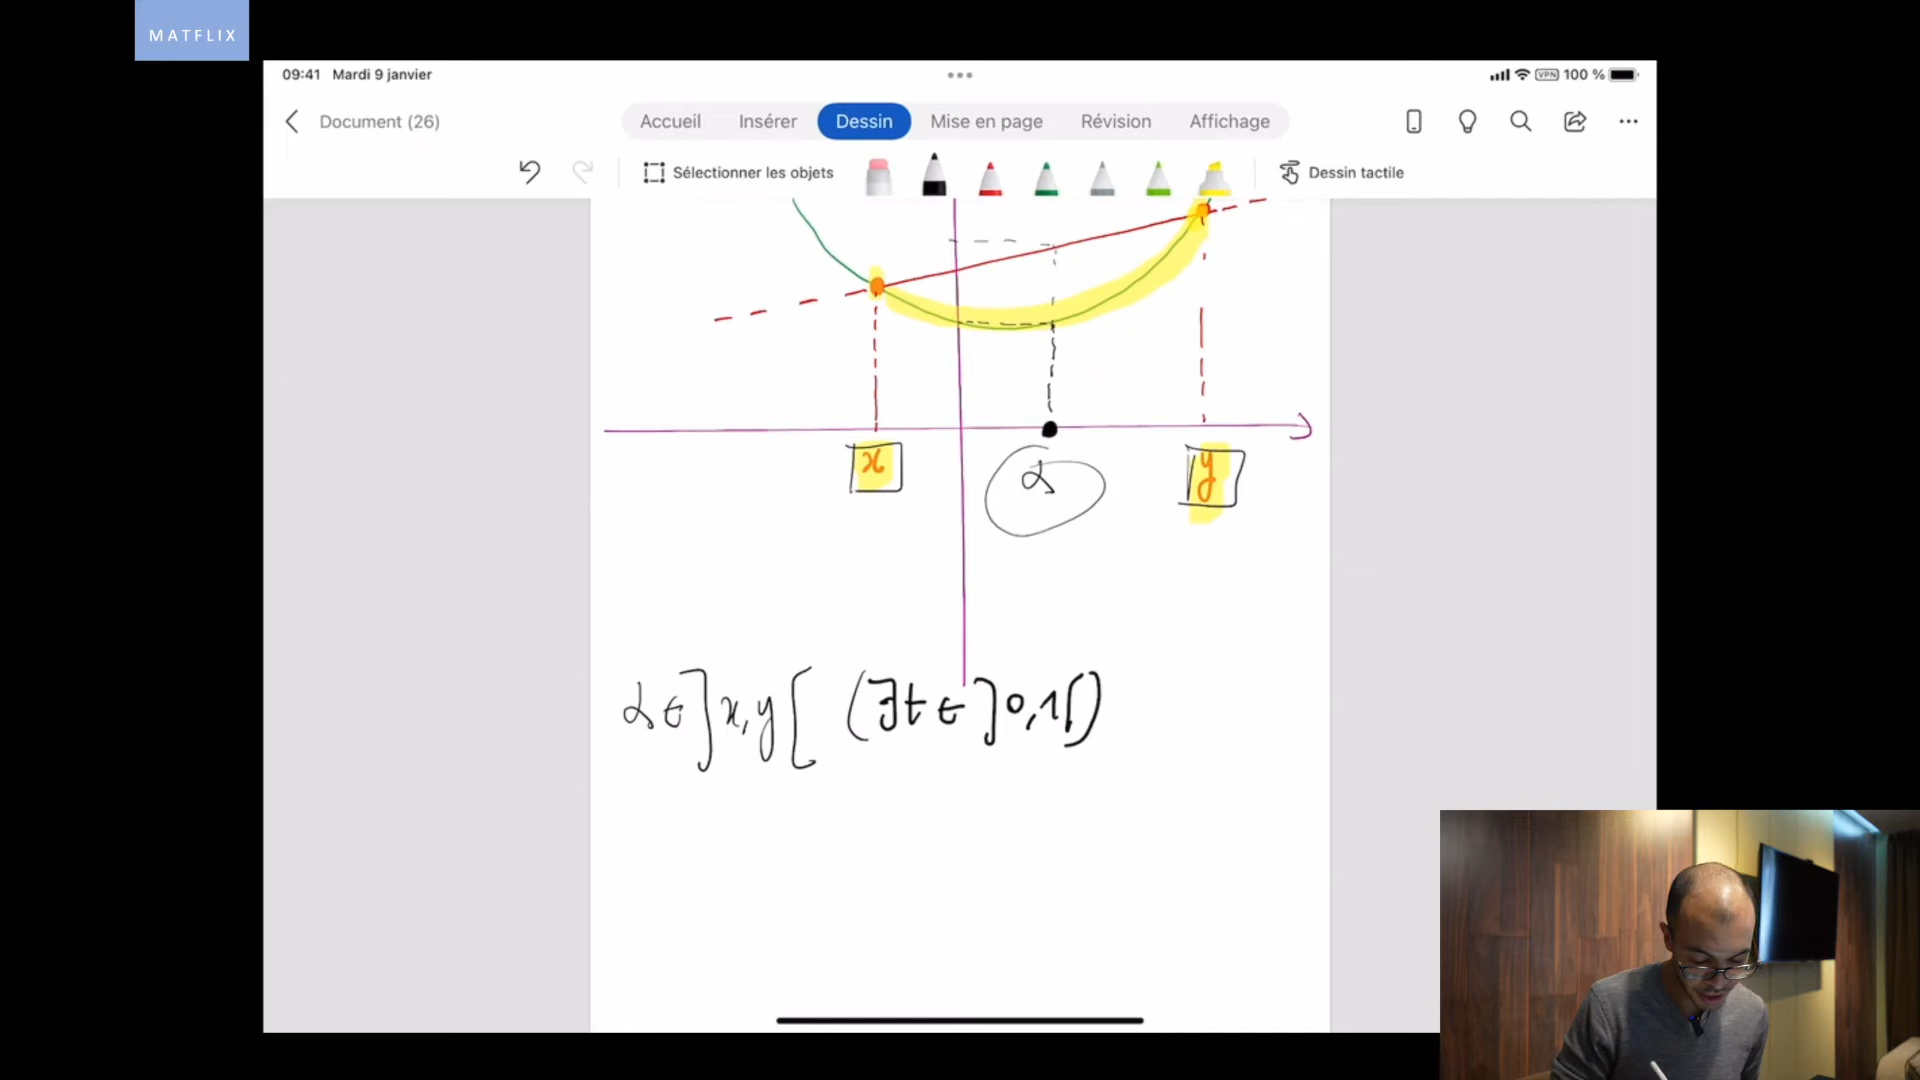 MATFLIX
09:41 Mardi 9 janvier
VPN 100 %
Document (26)
Accueil Insérer Dessin Mise en page Révision Affichage
Sélectionner les objets
Dessin tactile
x α y
α ∈ ]x, y[ (∃t ∈ ]0,1[)